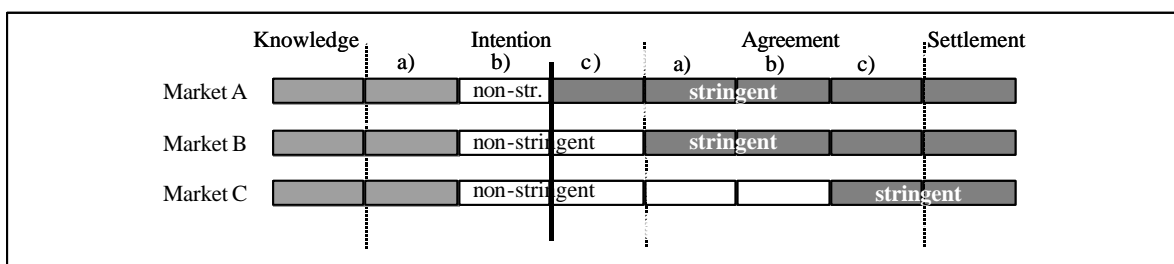 Knowledge Intention Agreement Settlement
a) b) c) a) b) c)
Market A non-str. stringent
Market B non-stringent stringent
Market C non-stringent stringent